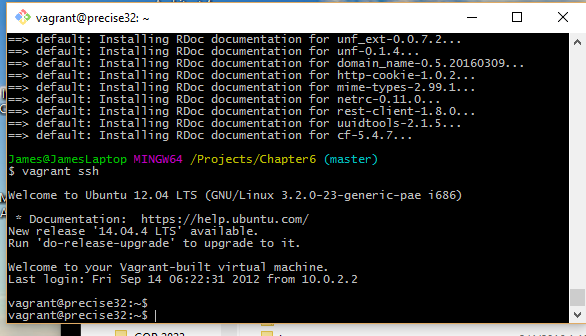 vagrant@precise32: ~
==> default: Installing RDoc documentation for unf_ext-0.0.7.2...
==> default: Installing RDoc documentation for unf-0.1.4...
==> default: Installing RDoc documentation for domain_name-0.5.20160309...
==> default: Installing RDoc documentation for http-cookie-1.0.2...
==> default: Installing RDoc documentation for mime-types-2.99.1...
==> default: Installing RDoc documentation for netrc-0.11.0...
==> default: Installing RDoc documentation for rest-client-1.8.0...
==> default: Installing RDoc documentation for uuidtools-2.1.5...
==> default: Installing RDoc documentation for cf-5.4.7...
James@JamesLaptop MINGW64 /Projects/Chapter6 (master)
$ vagrant ssh
Welcome to Ubuntu 12.04 LTS (GNU/Linux 3.2.0-23-generic-pae i686)
* Documentation:  https://help.ubuntu.com/
New release '14.04.4 LTS' available.
Run 'do-release-upgrade' to upgrade to it.
Welcome to your Vagrant-built virtual machine.
Last login: Fri Sep 14 06:22:31 2012 from 10.0.2.2
vagrant@precise32:~$
vagrant@precise32:~$